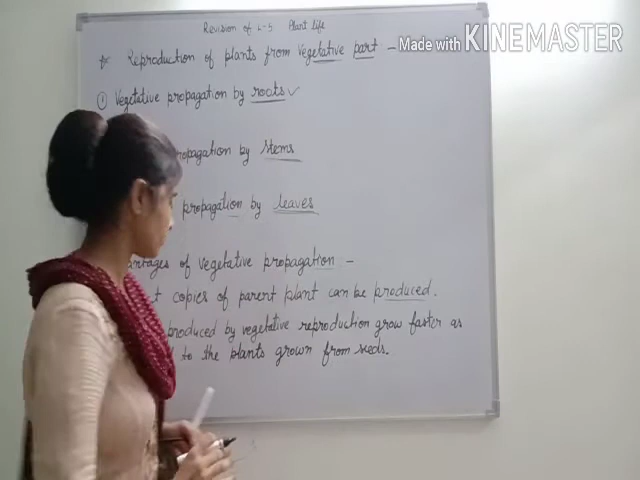 Revision of L-5 Plant life
Made with KINEMASTER
* Reproduction of plants from vegetative part -
① Vegetative propagation by roots ✓
propagation by stems
propagation by leaves
of vegetative propagation -
copies of parent plant can be produced.
produced by vegetative reproduction grow faster as
to the plants grown from seeds.